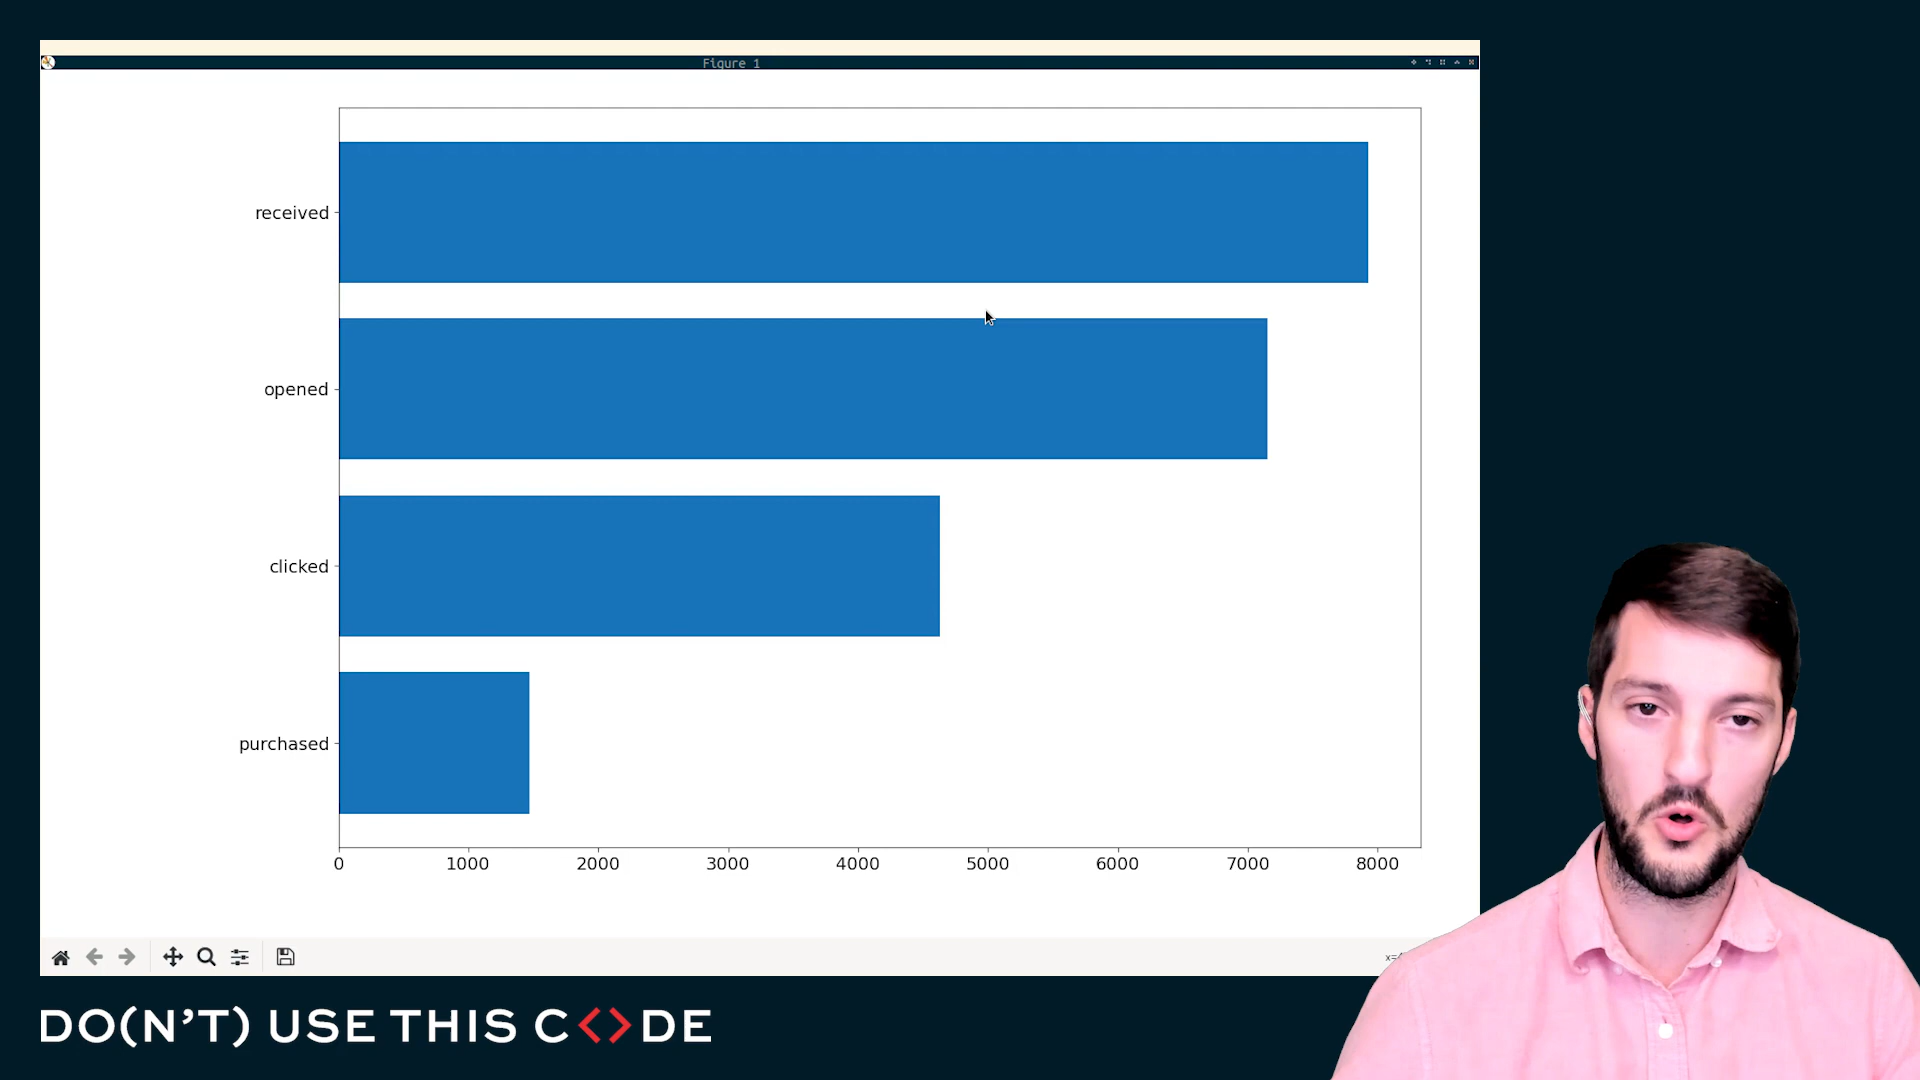 Figure 1
received
opened
clicked
purchased
0 1000 2000 3000 4000 5000 6000 7000 8000
DO(N'T) USE THIS C<>DE